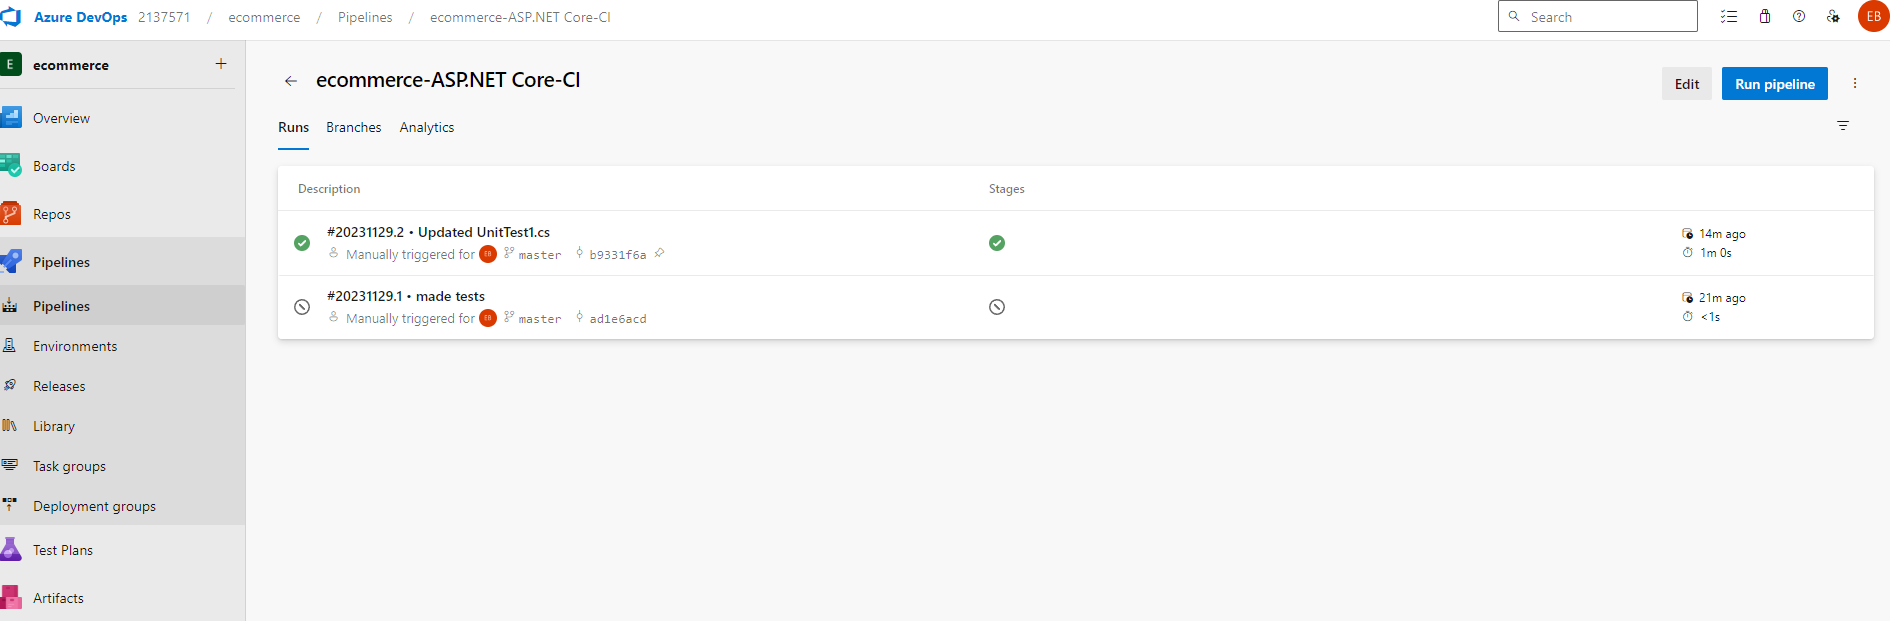 Azure DevOps 2137571 / ecommerce / Pipelines / ecommerce-ASP.NET Core-CI
Search
EB
E ecommerce
Overview
Boards
Repos
Pipelines
Pipelines
Environments
Releases
Library
Task groups
Deployment groups
Test Plans
Artifacts
ecommerce-ASP.NET Core-CI
Edit
Run pipeline
Runs Branches Analytics
Description Stages
#20231129.2 • Updated UnitTest1.cs
Manually triggered for EB master b9331f6a
14m ago
1m 0s
#20231129.1 • made tests
Manually triggered for EB master ad1e6acd
21m ago
<1s